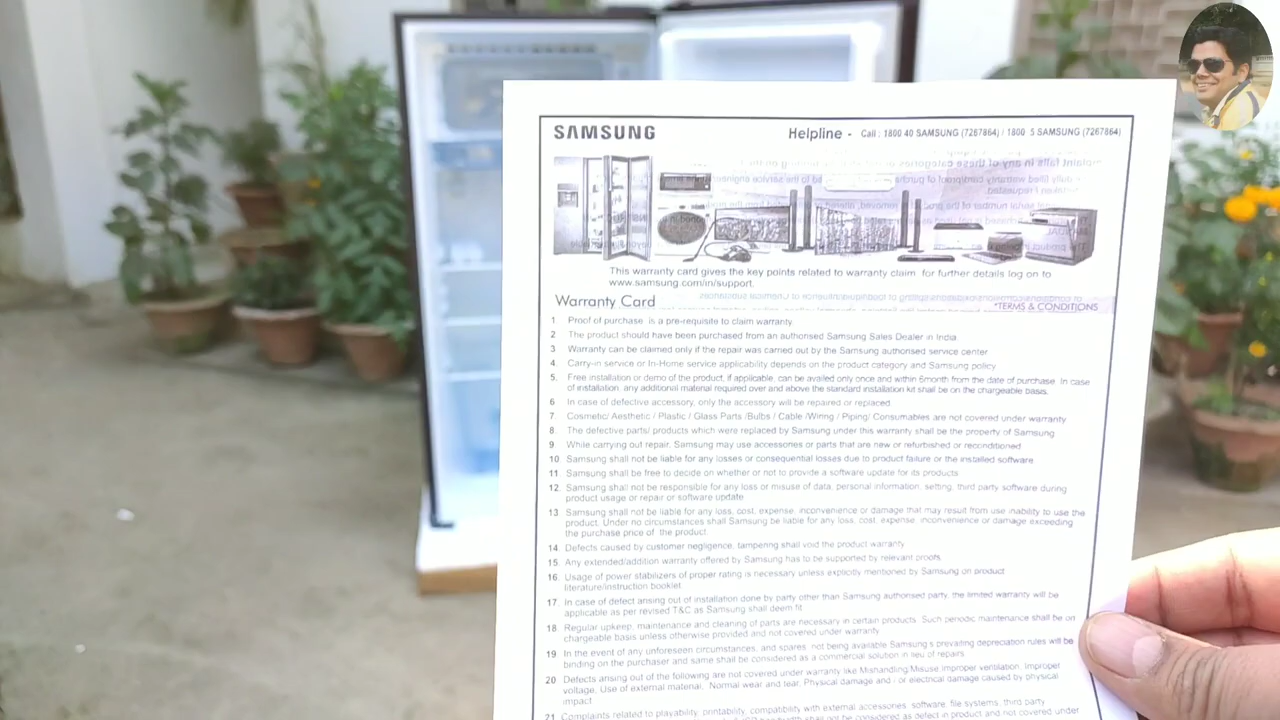 SAMSUNG
Helpline - Call : 1800 40 SAMSUNG (7267864) / 1800 5 SAMSUNG (7267864)
This warranty card gives the key points related to warranty claim for further details log on to
www.samsung.com/in/support.
Warranty Card
*TERMS & CONDITIONS
1 Proof of purchase is a pre-requisite to claim warranty.
2 The product should have been purchased from an authorised Samsung Sales Dealer in India
3 Warranty can be claimed only if the repair was carried out by the Samsung authorised service center
4 Carry-in service or In-Home service applicability depends on the product category and Samsung policy
5. Free installation or demo of the product, if applicable, can be availed only once and within 6month from the date of purchase. In case
of installation, any additional material required over and above the standard installation kit shall be on the chargeable basis.
6 In case of defective accessory, only the accessory will be repaired or replaced.
7. Cosmetic/ Aesthetic / Plastic / Glass Parts /Bulbs / Cable /Wiring / Piping/ Consumables are not covered under warranty
8. The defective parts/ products which were replaced by Samsung under this warranty shall be the property of Samsung
9. While carrying out repair, Samsung may use accessories or parts that are new or refurbished or reconditioned
10. Samsung shall not be liable for any losses or consequential losses due to product failure or the installed software
11. Samsung shall be free to decide on whether or not to provide a software update for its products
12. Samsung shall not be responsible for any loss or misuse of data, personal information, setting, third party software during
product usage or repair or software update
13 Samsung shall not be liable for any loss, cost, expense, inconvenience or damage that may result from use inability to use the
product. Under no circumstances shall Samsung be liable for any loss, cost, expense, inconvenience or damage exceeding
the purchase price of the product.
14. Defects caused by customer negligence, tampering shall void the product warranty
15. Any extended/addition warranty offered by Samsung has to be supported by relevant proofs.
16. Usage of power stabilizers of proper rating is necessary unless explicitly mentioned by Samsung on product
literature/instruction booklet
17. In case of defect arising out of installation done by party other than Samsung authorised party, the limited warranty will be
applicable as per revised T&C as Samsung shall deem fit
18 Regular upkeep, maintenance and cleaning of parts are necessary in certain products. Such periodic maintenance shall be on
chargeable basis unless otherwise provided and not covered under warranty
19 In the event of any unforeseen circumstances, and spares not being available Samsung's prevailing depreciation rules will be
binding on the purchaser and same shall be considered as a commercial solution in lieu of repairs
20 Defects arising out of the following are not covered under warranty like Mishandling Misuse improper ventilation, Improper
voltage, Use of external material, Normal wear and tear, Physical damage and / or electrical damage caused by physical
impact
21 Complaints related to playability, printability, compatibility with external accessories, software, file systems, third party
shall not be considered as defect in product and not covered under